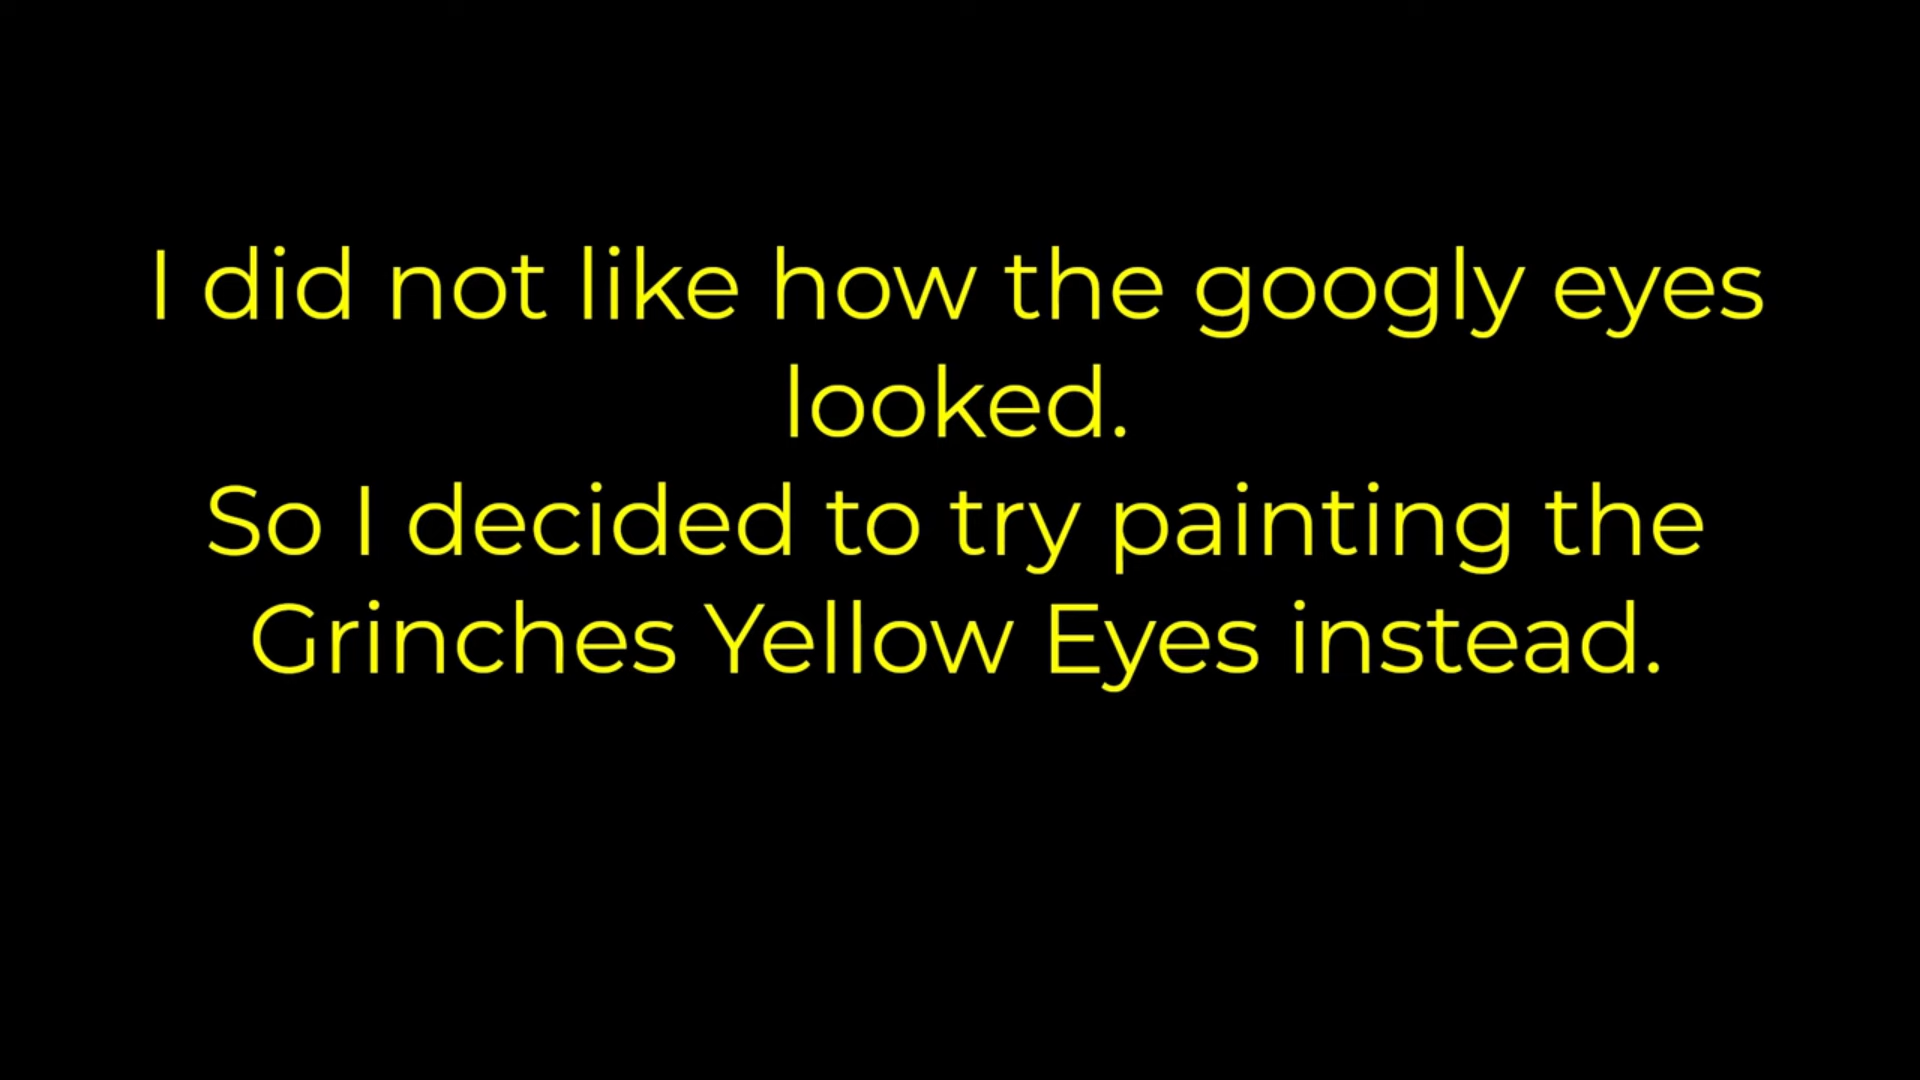 I did not like how the googly eyes
looked.
So I decided to try painting the
Grinches Yellow Eyes instead.